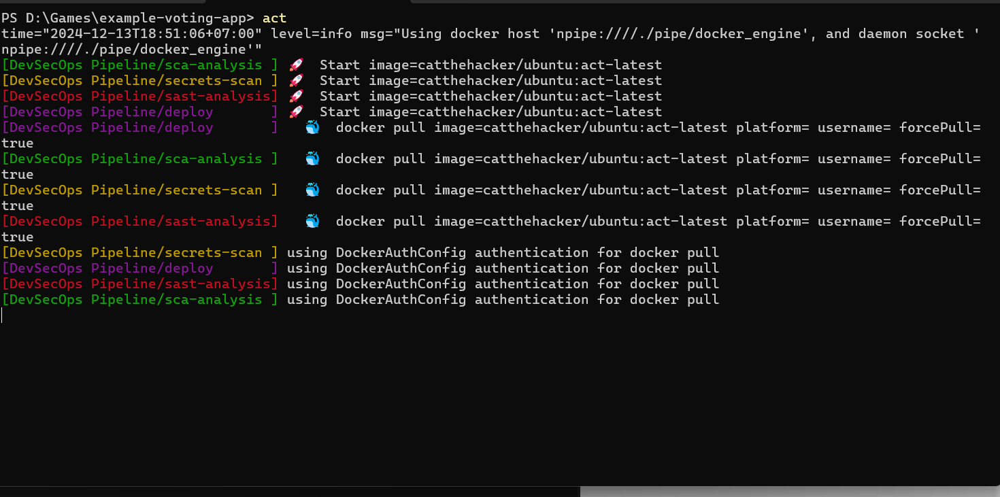 PS D:\Games\example-voting-app> act
time="2024-12-13T18:51:06+07:00" level=info msg="Using docker host 'npipe:////./pipe/docker_engine', and daemon socket '
npipe:////./pipe/docker_engine'"
[DevSecOps Pipeline/sca-analysis ] 🚀  Start image=catthehacker/ubuntu:act-latest
[DevSecOps Pipeline/secrets-scan ] 🚀  Start image=catthehacker/ubuntu:act-latest
[DevSecOps Pipeline/sast-analysis] 🚀  Start image=catthehacker/ubuntu:act-latest
[DevSecOps Pipeline/deploy       ] 🚀  Start image=catthehacker/ubuntu:act-latest
[DevSecOps Pipeline/deploy       ]   🐳  docker pull image=catthehacker/ubuntu:act-latest platform= username= forcePull=
true
[DevSecOps Pipeline/sca-analysis ]   🐳  docker pull image=catthehacker/ubuntu:act-latest platform= username= forcePull=
true
[DevSecOps Pipeline/secrets-scan ]   🐳  docker pull image=catthehacker/ubuntu:act-latest platform= username= forcePull=
true
[DevSecOps Pipeline/sast-analysis]   🐳  docker pull image=catthehacker/ubuntu:act-latest platform= username= forcePull=
true
[DevSecOps Pipeline/secrets-scan ] using DockerAuthConfig authentication for docker pull
[DevSecOps Pipeline/deploy       ] using DockerAuthConfig authentication for docker pull
[DevSecOps Pipeline/sast-analysis] using DockerAuthConfig authentication for docker pull
[DevSecOps Pipeline/sca-analysis ] using DockerAuthConfig authentication for docker pull